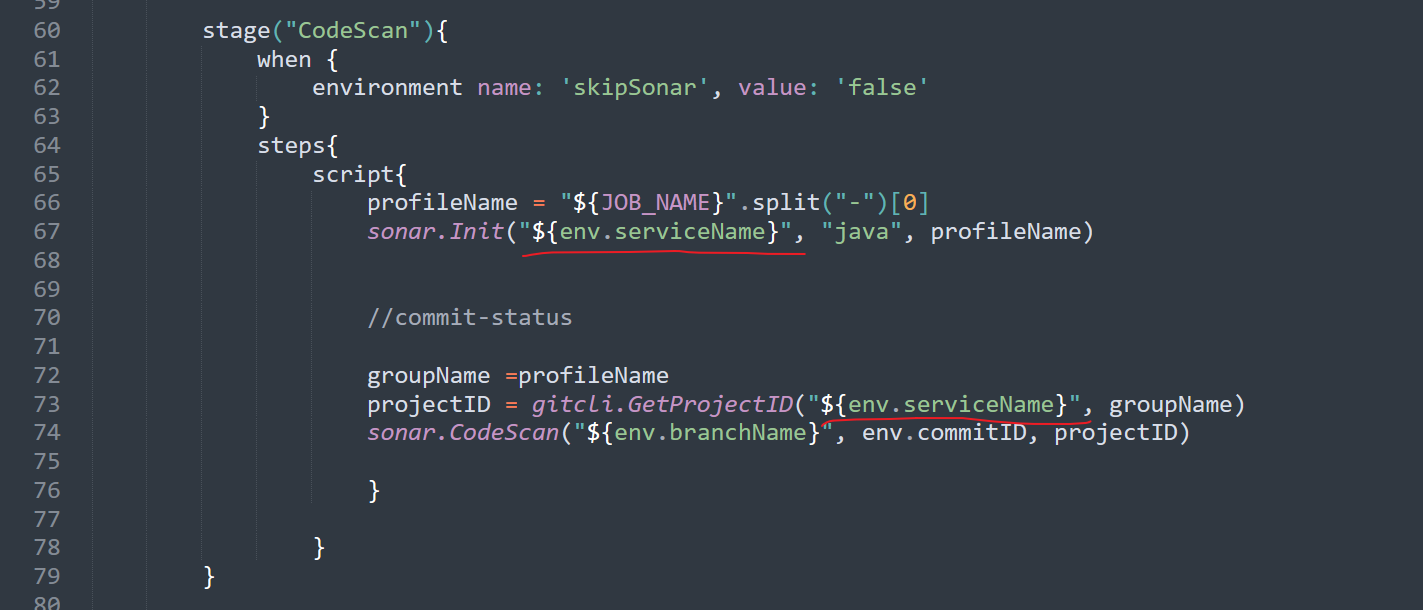 59
60 stage("CodeScan"){
61 when {
62 environment name: 'skipSonar', value: 'false'
63 }
64 steps{
65 script{
66 profileName = "${JOB_NAME}".split("-")[0]
67 sonar.Init("${env.serviceName}", "java", profileName)
68
69
70 //commit-status
71
72 groupName =profileName
73 projectID = gitcli.GetProjectID("${env.serviceName}", groupName)
74 sonar.CodeScan("${env.branchName}", env.commitID, projectID)
75
76 }
77
78 }
79 }
80